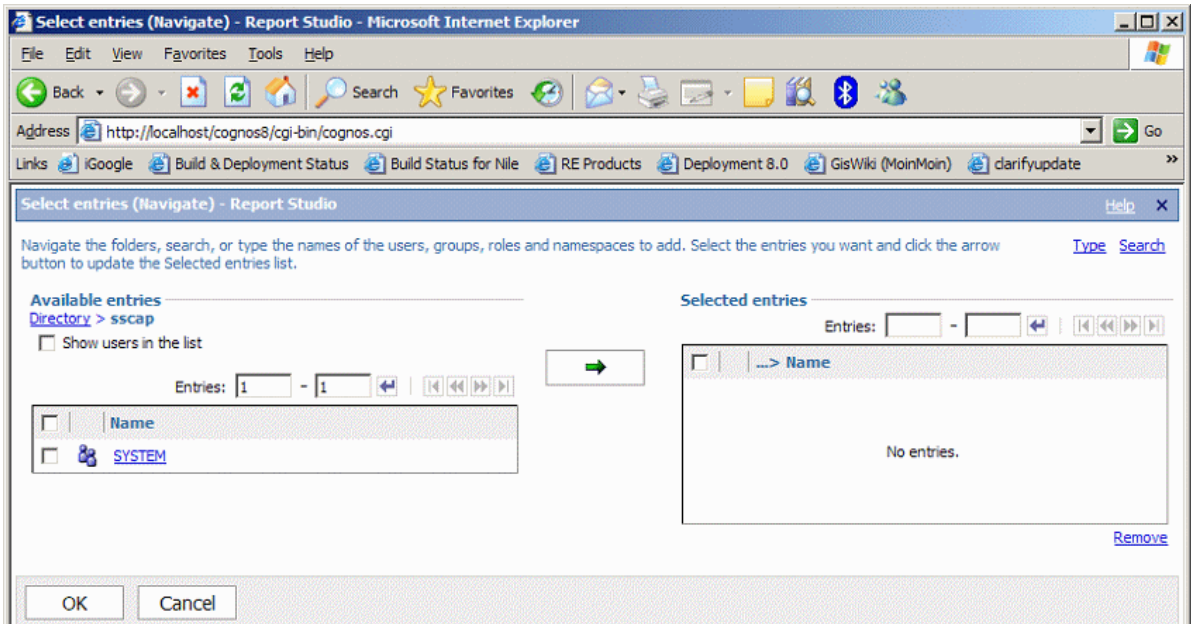 Select entries (Navigate) - Report Studio - Microsoft Internet Explorer
File Edit View Favorites Tools Help
Back Search Favorites
Address http://localhost/cognos8/cgi-bin/cognos.cgi Go
Links iGoogle Build & Deployment Status Build Status for Nile RE Products Deployment 8.0 GisWiki (MoinMoin) clarifyupdate »
Select entries (Navigate) - Report Studio Help
Navigate the folders, search, or type the names of the users, groups, roles and namespaces to add. Select the entries you want and click the arrow Type Search
button to update the Selected entries list.
Available entries Selected entries
Directory > sscap
Entries: -
Show users in the list
...> Name
Entries: 1 - 1
Name
No entries.
SYSTEM
Remove
OK Cancel